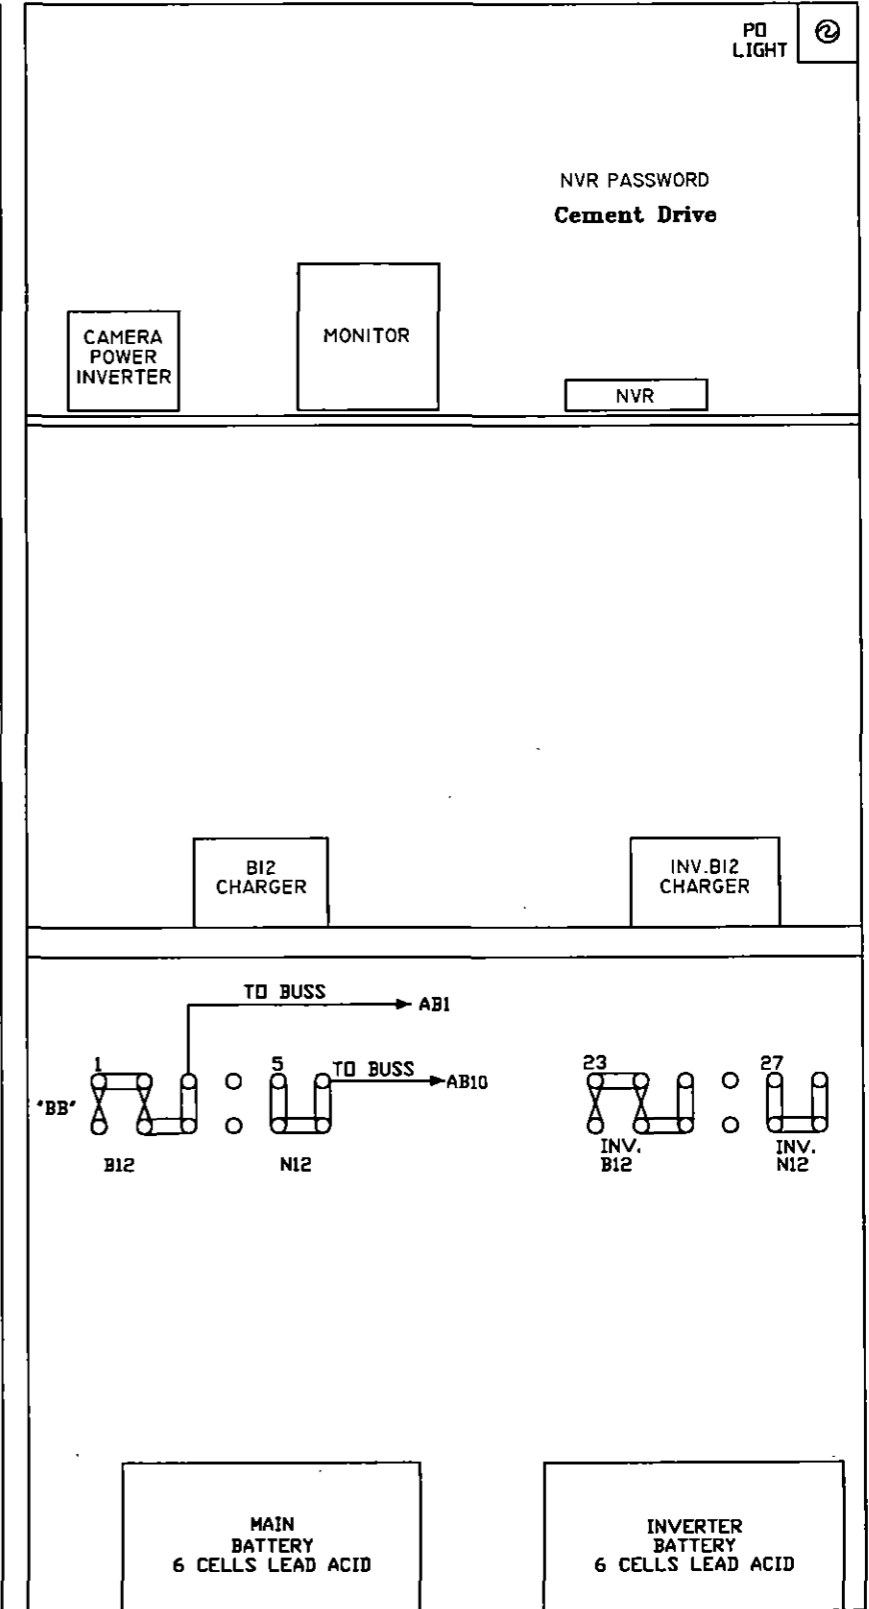 PO
LIGHT
NVR PASSWORD
Cement Drive
CAMERA
POWER
INVERTER
MONITOR
NVR
B12
CHARGER
INV.B12
CHARGER
TO BUSS
AB1
1
5
TO BUSS
AB10
23
27
"BB"
B12
N12
INV.
B12
INV.
N12
MAIN
BATTERY
6 CELLS LEAD ACID
INVERTER
BATTERY
6 CELLS LEAD ACID